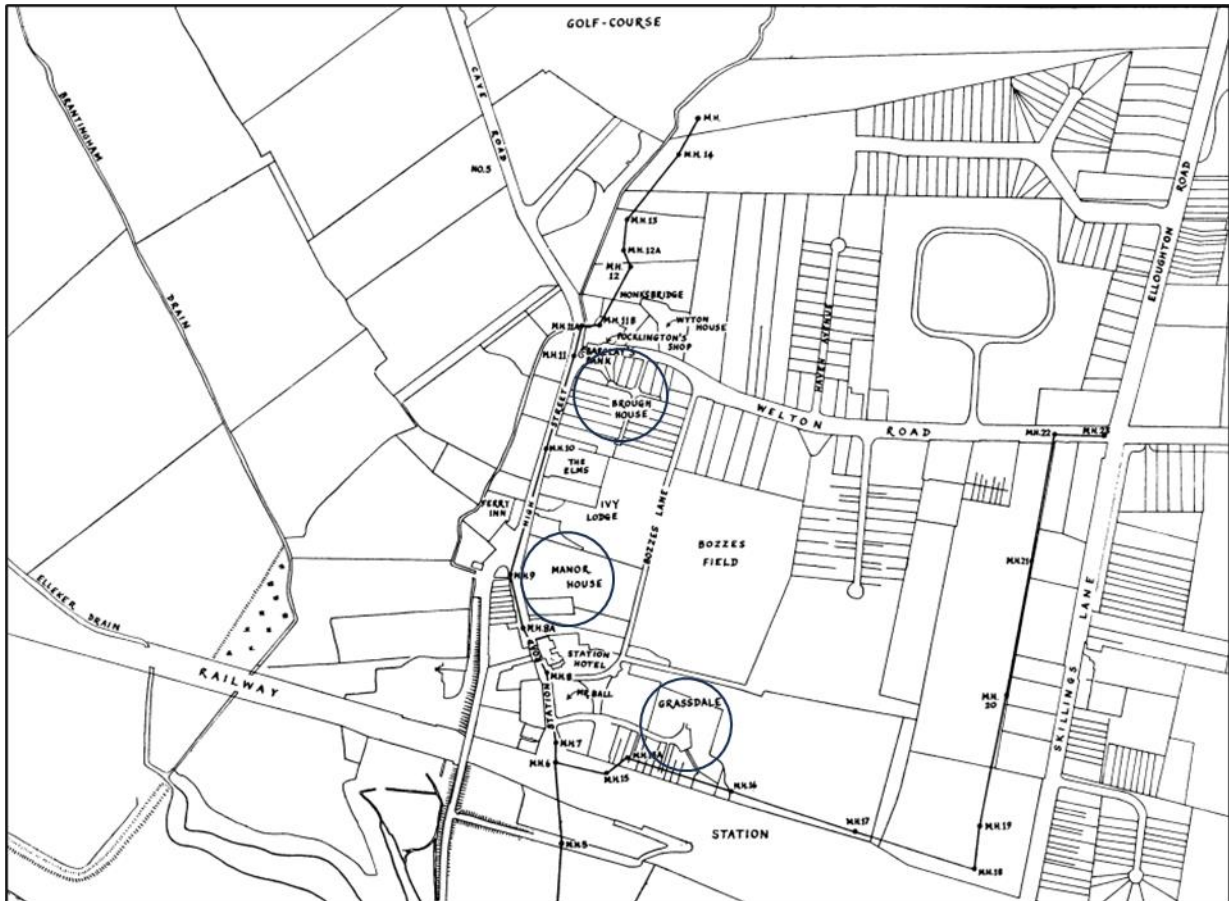 GOLF-COURSE
CAVE
ROAD
BRANTINGHAM
DRAIN
NO.5
M.H.
M.H.14
M.H.13
M.H.12A
M.H.
12
MONKSBRIDGE
M.H.11B
M.H.11A
WYTON
HOUSE
POCKLINGTON'S
SHOP
M.H.11
BARCLAY'S
BANK
BROUGH
HOUSE
HAVEN AVENUE
ELLOUGHTON
ROAD
WELTON
ROAD
M.H.22
M.H.23
HIGH
STREET
M.H.10
THE
ELMS
IVY
LODGE
FERRY
INN
BOZZES LANE
BOZZES
FIELD
M.H.9
MANOR
HOUSE
M.H.21
M.H.8A
STATION
ROAD
STATION
HOTEL
M.H.8
MR. BALL
GRASSDALE
ELLEKER DRAIN
RAILWAY
M.H.
20
SKILLINGS
LANE
M.H.7
M.H.6
M.H.15A
M.H.15
M.H.16
M.H.17
STATION
M.H.19
M.H.18
M.H.5